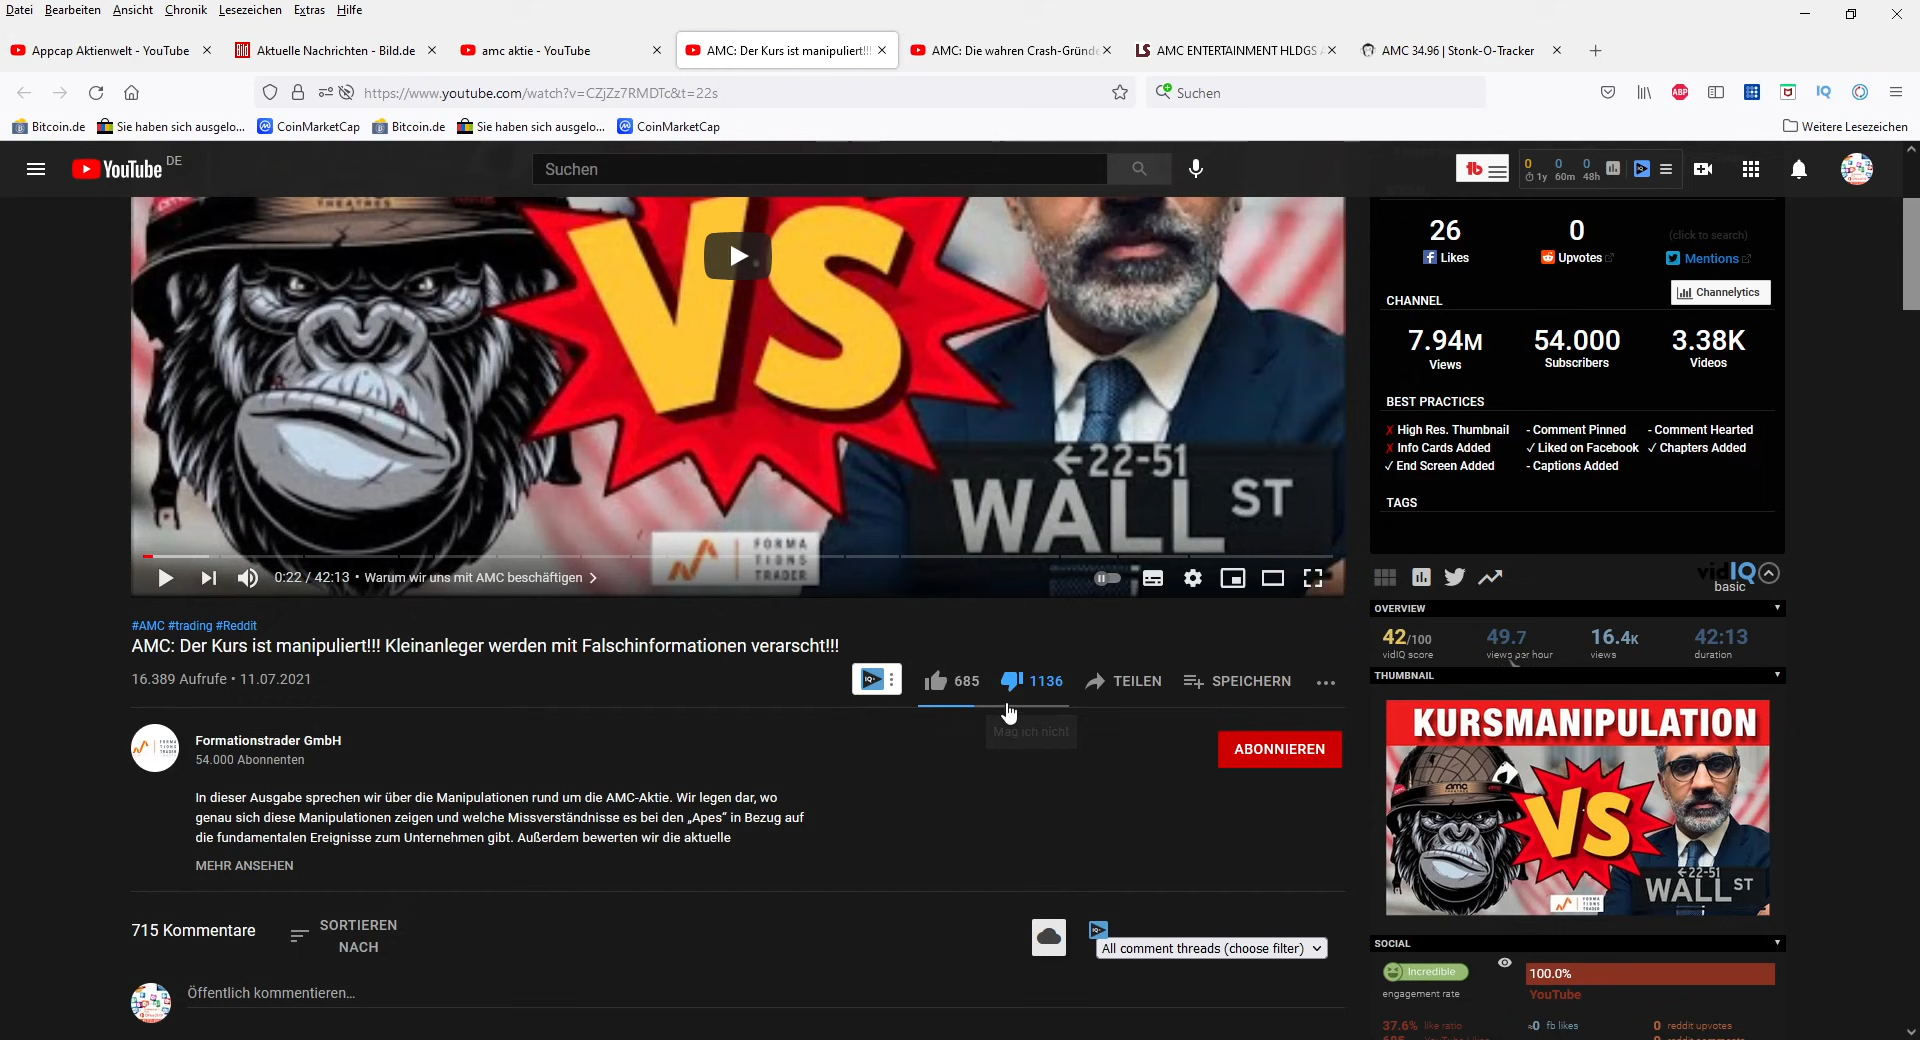 Datei Bearbeiten Ansicht Chronik Lesezeichen Extras Hilfe
Appcap Aktienwelt - YouTube
Aktuelle Nachrichten - Bild.de
amc aktie - YouTube
AMC: Der Kurs ist manipuliert!!!
AMC: Die wahren Crash-Gründe
AMC ENTERTAINMENT HLDGS
AMC 34.96 | Stonk-O-Tracker
https://www.youtube.com/watch?v=CZjZz7RMDTc&t=22s
Suchen
Bitcoin.de Sie haben sich ausgelo... CoinMarketCap Bitcoin.de Sie haben sich ausgelo... CoinMarketCap
Weitere Lesezeichen
YouTube DE
Suchen
0 0 0
1y 60m 48h
VS
←22-51
WALL ST
FORMA
TIONS
TRADER
0:22 / 42:13 • Warum wir uns mit AMC beschäftigen
#AMC #trading #Reddit
AMC: Der Kurs ist manipuliert!!! Kleinanleger werden mit Falschinformationen verarscht!!!
16.389 Aufrufe • 11.07.2021
685 1136 TEILEN SPEICHERN
Mag ich nicht
Formationstrader GmbH
54.000 Abonnenten
ABONNIEREN
In dieser Ausgabe sprechen wir über die Manipulationen rund um die AMC-Aktie. Wir legen dar, wo
genau sich diese Manipulationen zeigen und welche Missverständnisse es bei den „Apes“ in Bezug auf
die fundamentalen Ereignisse zum Unternehmen gibt. Außerdem bewerten wir die aktuelle
MEHR ANSEHEN
715 Kommentare
SORTIEREN
NACH
All comment threads (choose filter)
Öffentlich kommentieren...
26 0 (click to search)
Likes Upvotes Mentions
CHANNEL
Channelytics
7.94M 54.000 3.38K
Views Subscribers Videos
BEST PRACTICES
✗ High Res. Thumbnail - Comment Pinned - Comment Hearted
✗ Info Cards Added ✓ Liked on Facebook ✓ Chapters Added
✓ End Screen Added - Captions Added
TAGS
vidIQ
basic
OVERVIEW
42/100 49.7 16.4K 42:13
vidIQ score views per hour views duration
THUMBNAIL
KURSMANIPULATION
amc
VS
←22-51
WALL ST
SOCIAL
Incredible 100.0%
engagement rate YouTube
37.6% like ratio ≈0 fb likes 0 reddit upvotes